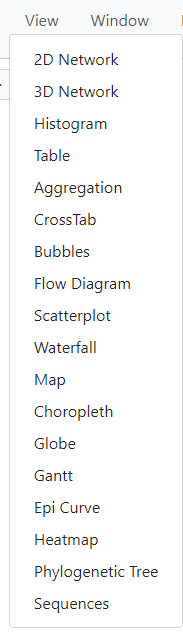 View Window
2D Network
3D Network
Histogram
Table
Aggregation
CrossTab
Bubbles
Flow Diagram
Scatterplot
Waterfall
Map
Choropleth
Globe
Gantt
Epi Curve
Heatmap
Phylogenetic Tree
Sequences